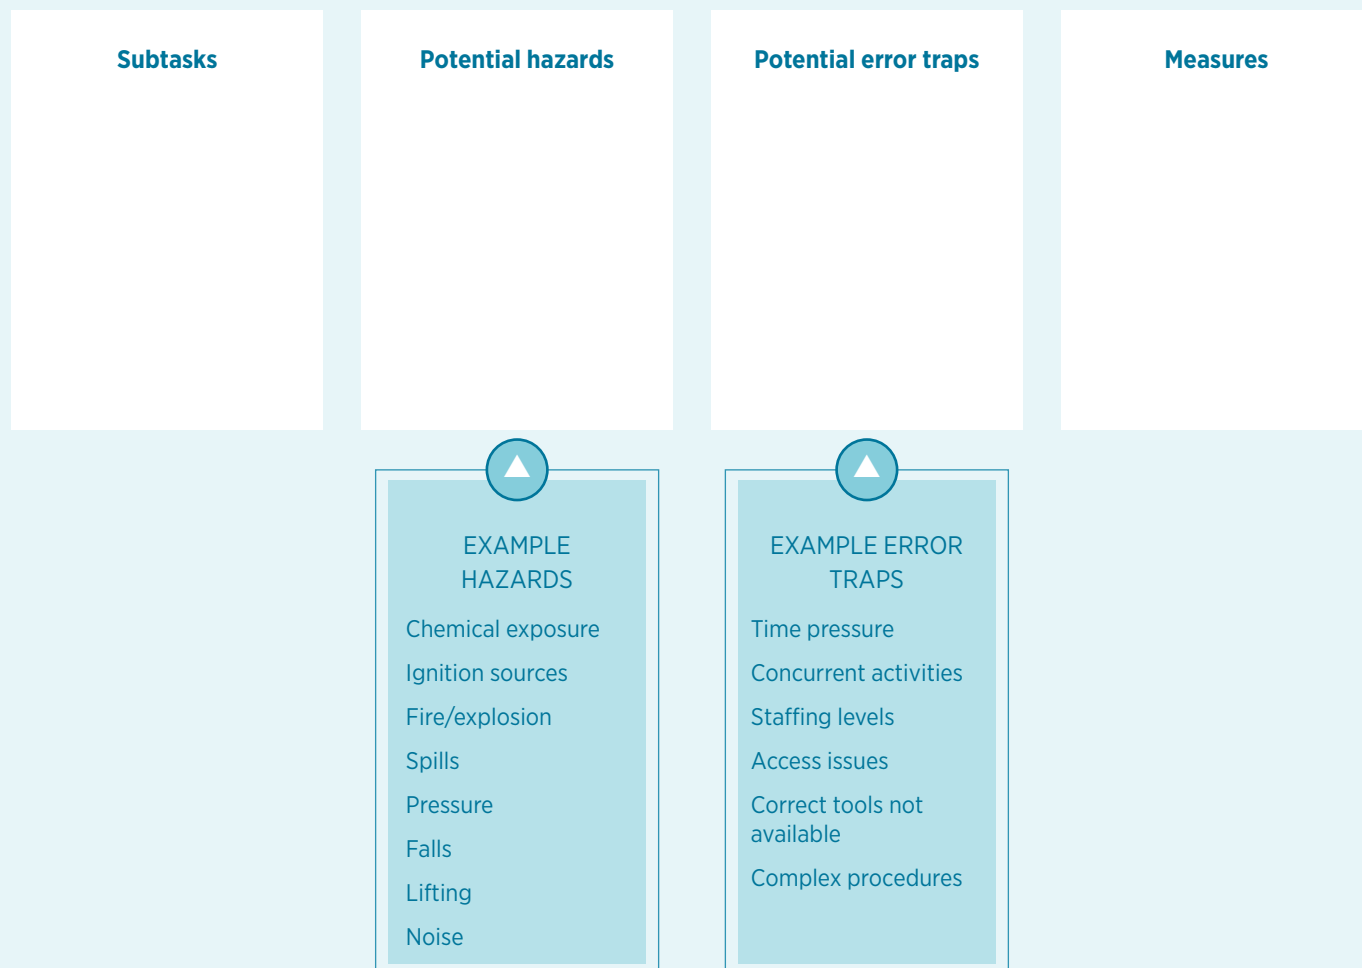 Subtasks
Potential hazards
Potential error traps
Measures
EXAMPLE
HAZARDS
Chemical exposure
Ignition sources
Fire/explosion
Spills
Pressure
Falls
Lifting
Noise
EXAMPLE ERROR
TRAPS
Time pressure
Concurrent activities
Staffing levels
Access issues
Correct tools not
available
Complex procedures